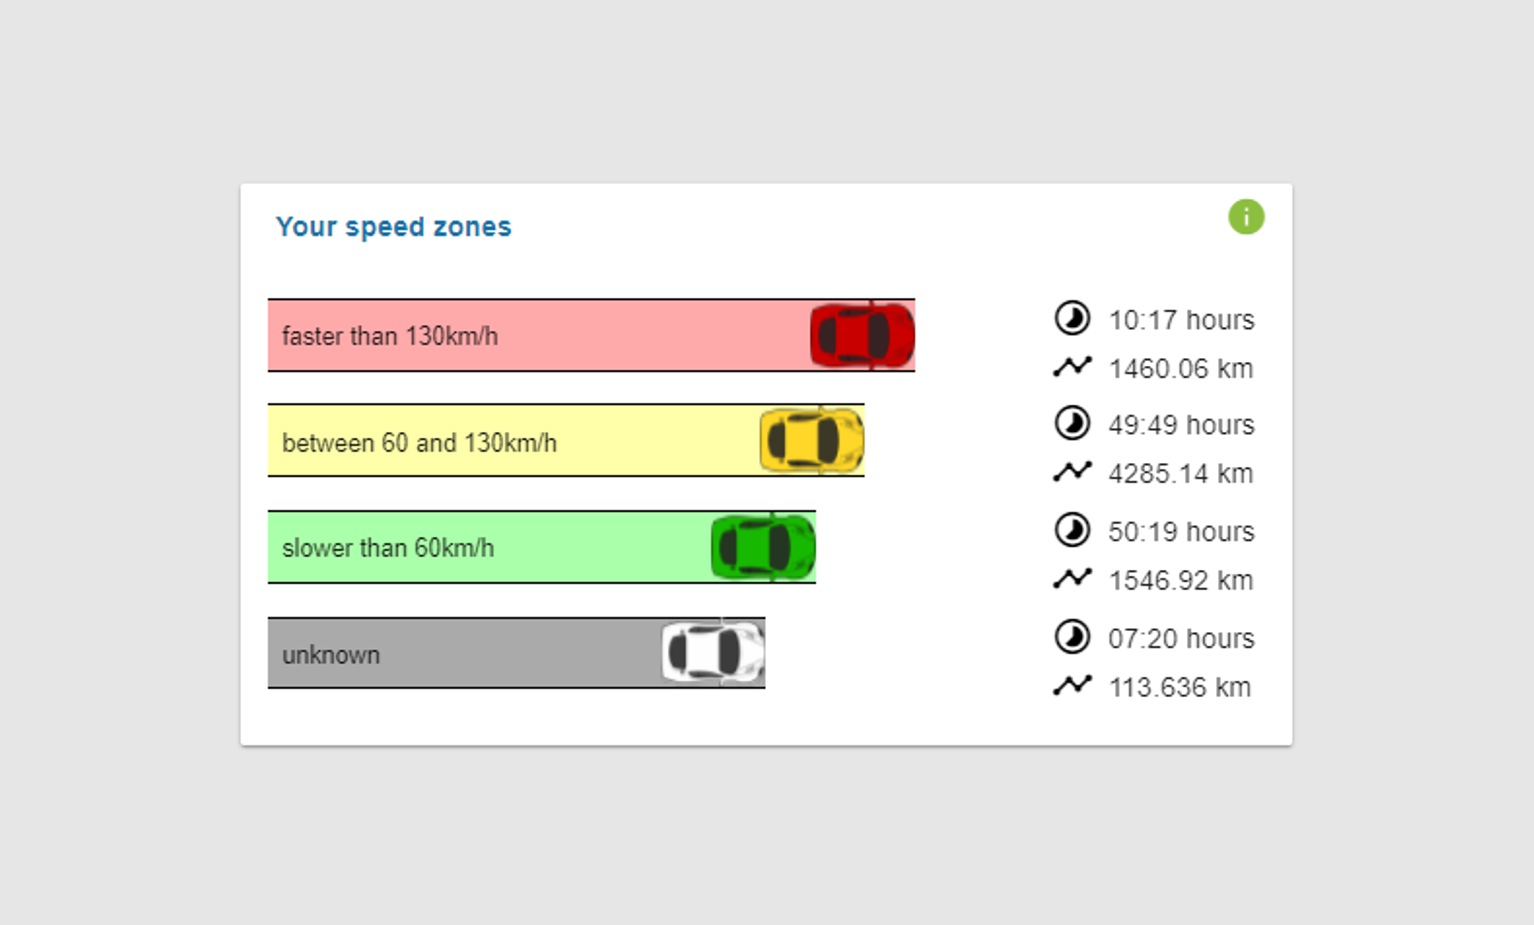 Your speed zones
i
faster than 130km/h
10:17 hours
1460.06 km
between 60 and 130km/h
49:49 hours
4285.14 km
slower than 60km/h
50:19 hours
1546.92 km
unknown
07:20 hours
113.636 km